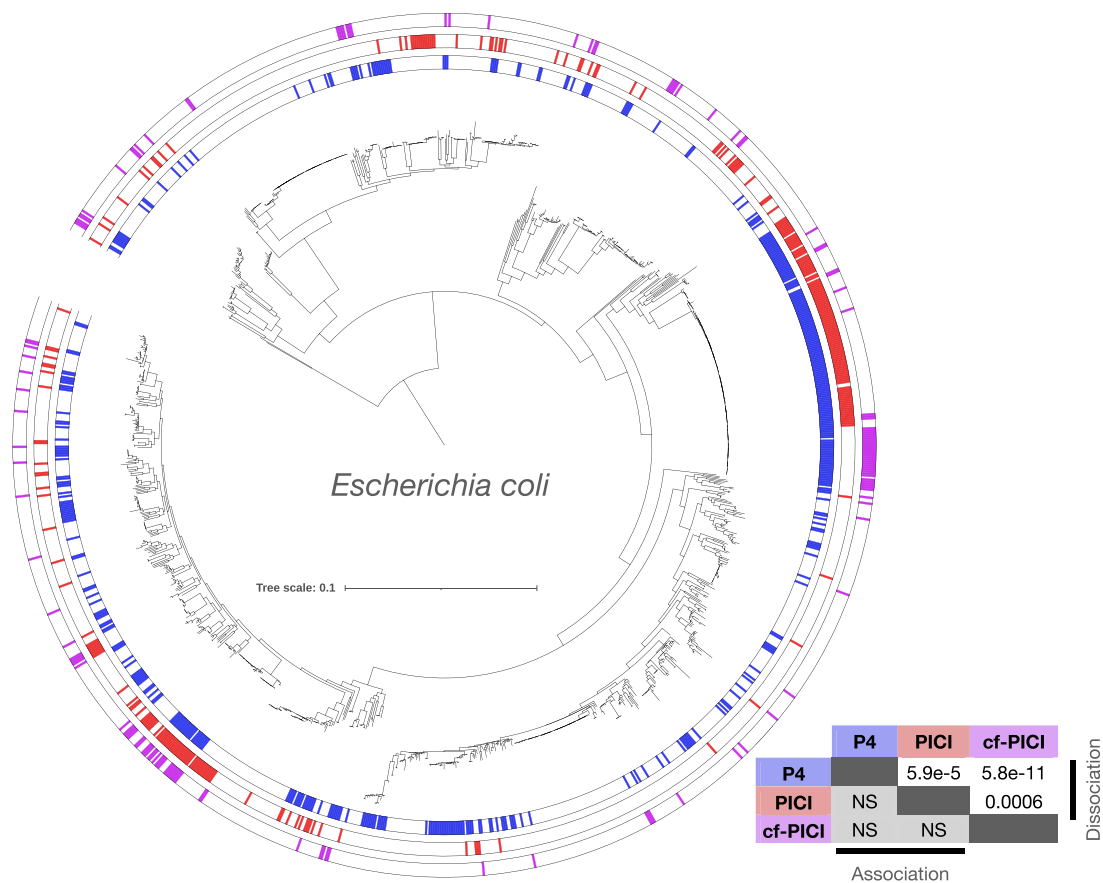 Escherichia coli
Tree scale: 0.1
P4 PICI cf-PICI
P4 5.9e-5 5.8e-11
PICI NS 0.0006
cf-PICI NS NS
Dissociation
Association